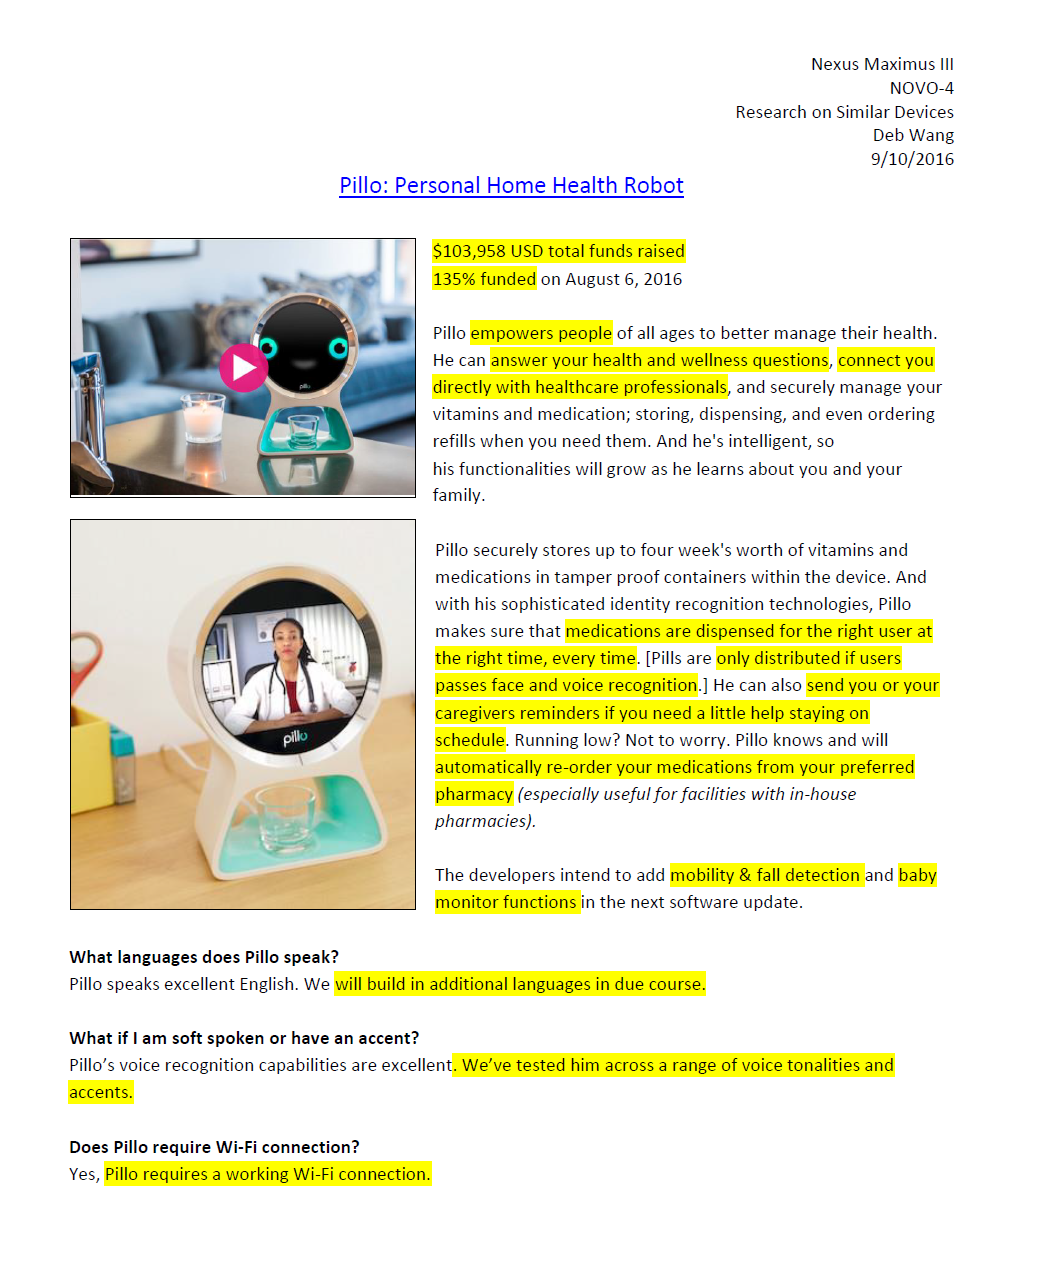 Nexus Maximus III
NOVO-4
Research on Similar Devices
Deb Wang
9/10/2016
Pillo: Personal Home Health Robot
pillo
$103,958 USD total funds raised
135% funded on August 6, 2016
Pillo empowers people of all ages to better manage their health.
He can answer your health and wellness questions, connect you
directly with healthcare professionals, and securely manage your
vitamins and medication; storing, dispensing, and even ordering
refills when you need them. And he's intelligent, so
his functionalities will grow as he learns about you and your
family.
pillo
Pillo securely stores up to four week's worth of vitamins and
medications in tamper proof containers within the device. And
with his sophisticated identity recognition technologies, Pillo
makes sure that medications are dispensed for the right user at
the right time, every time. [Pills are only distributed if users
passes face and voice recognition.] He can also send you or your
caregivers reminders if you need a little help staying on
schedule. Running low? Not to worry. Pillo knows and will
automatically re-order your medications from your preferred
pharmacy (especially useful for facilities with in-house
pharmacies).
The developers intend to add mobility & fall detection and baby
monitor functions in the next software update.
What languages does Pillo speak?
Pillo speaks excellent English. We will build in additional languages in due course.
What if I am soft spoken or have an accent?
Pillo’s voice recognition capabilities are excellent. We’ve tested him across a range of voice tonalities and
accents.
Does Pillo require Wi-Fi connection?
Yes, Pillo requires a working Wi-Fi connection.